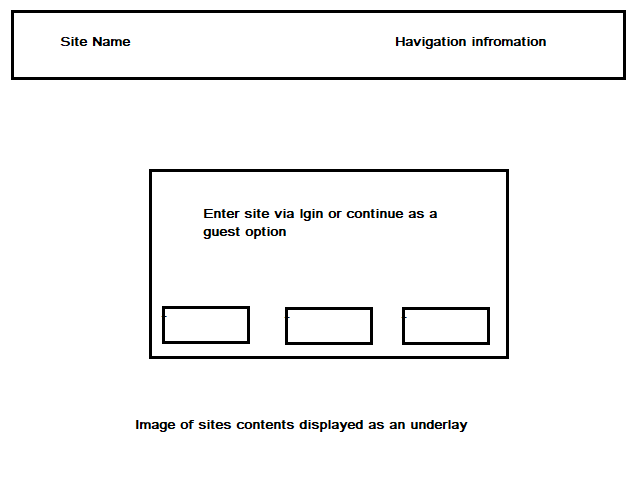 Site Name
Havigation infromation
Enter site via lgin or continue as a
guest option
Image of sites contents displayed as an underlay